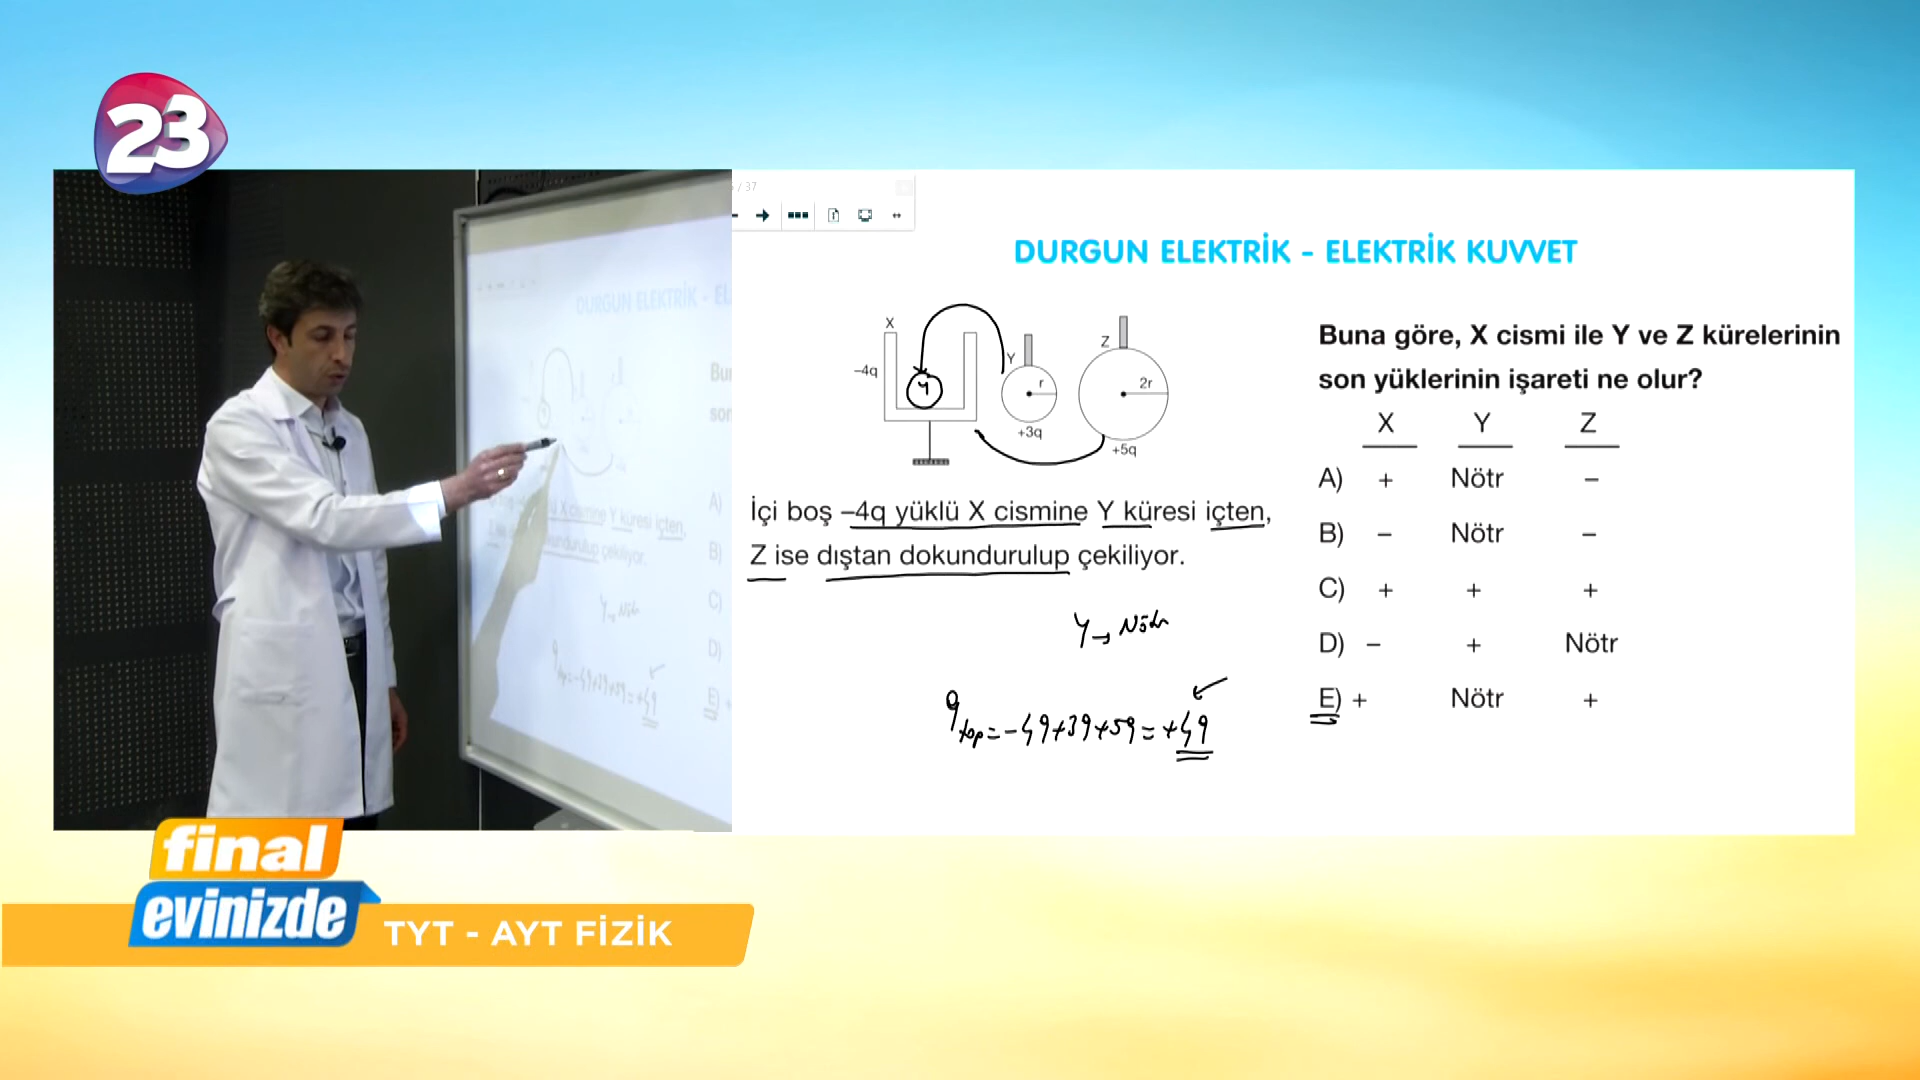 23
/ 37
DURGUN ELEKTRİK - ELEKTRİK KUVVET
X
–4q
Y
Y
r
+3q
Z
2r
+5q
İçi boş –4q yüklü X cismine Y küresi içten,
Z ise dıştan dokundurulup çekiliyor.
Y→ Nötr
qtop = -4q+3q+5q = +4q
Buna göre, X cismi ile Y ve Z kürelerinin
son yüklerinin işareti ne olur?
X Y Z
A) + Nötr –
B) – Nötr –
C) + + +
D) – + Nötr
E) + Nötr +
final
evinizde
TYT - AYT FİZİK